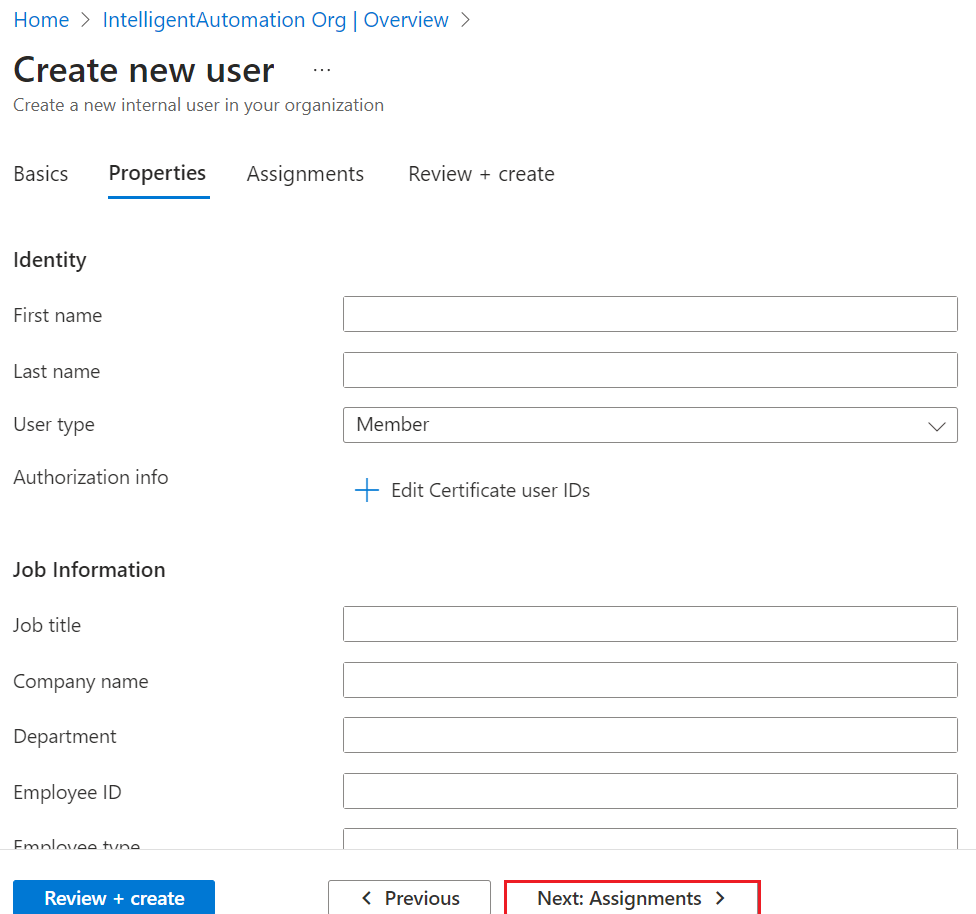 Home > IntelligentAutomation Org | Overview >
Create new user ...
Create a new internal user in your organization
Basics Properties Assignments Review + create
Identity
First name
Last name
User type Member
Authorization info
+ Edit Certificate user IDs
Job Information
Job title
Company name
Department
Employee ID
Employee type
Review + create < Previous Next: Assignments >